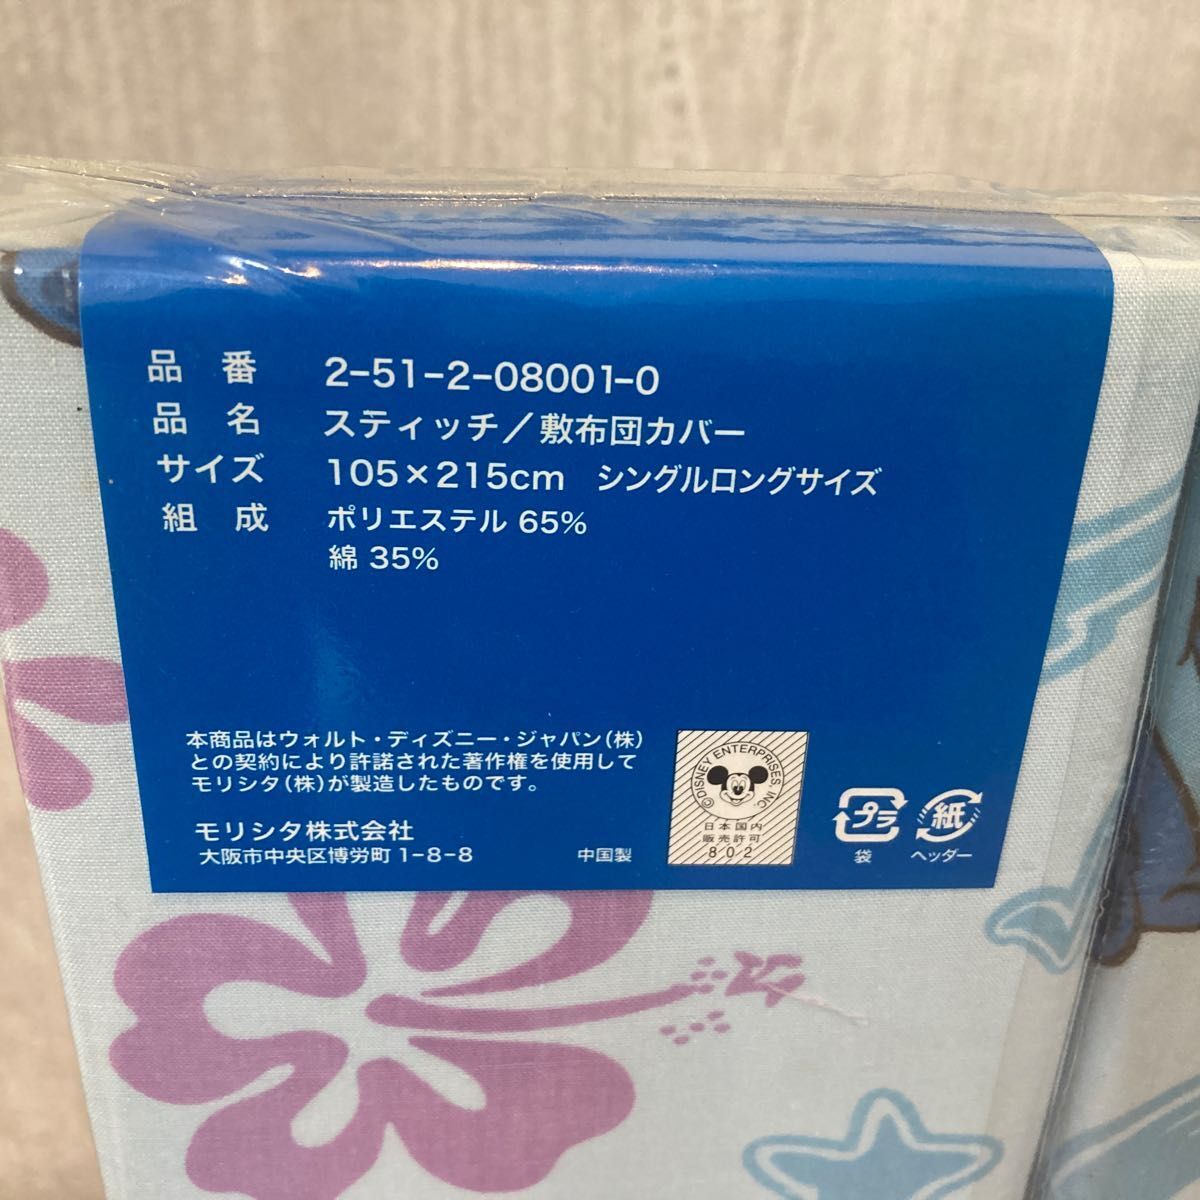 品番 2-51-2-08001-0
品名 スティッチ／敷布団カバー
サイズ 105×215cm シングルロングサイズ
組成 ポリエステル 65%
綿 35%
本商品はウォルト・ディズニー・ジャパン(株)
との契約により許諾された著作権を使用して
モリシタ(株)が製造したものです。
モリシタ株式会社
大阪市中央区博労町1-8-8 中国製
©DISNEY ENTERPRISES, INC
日本国内
販売許可
802
プラ
袋
紙
ヘッダー